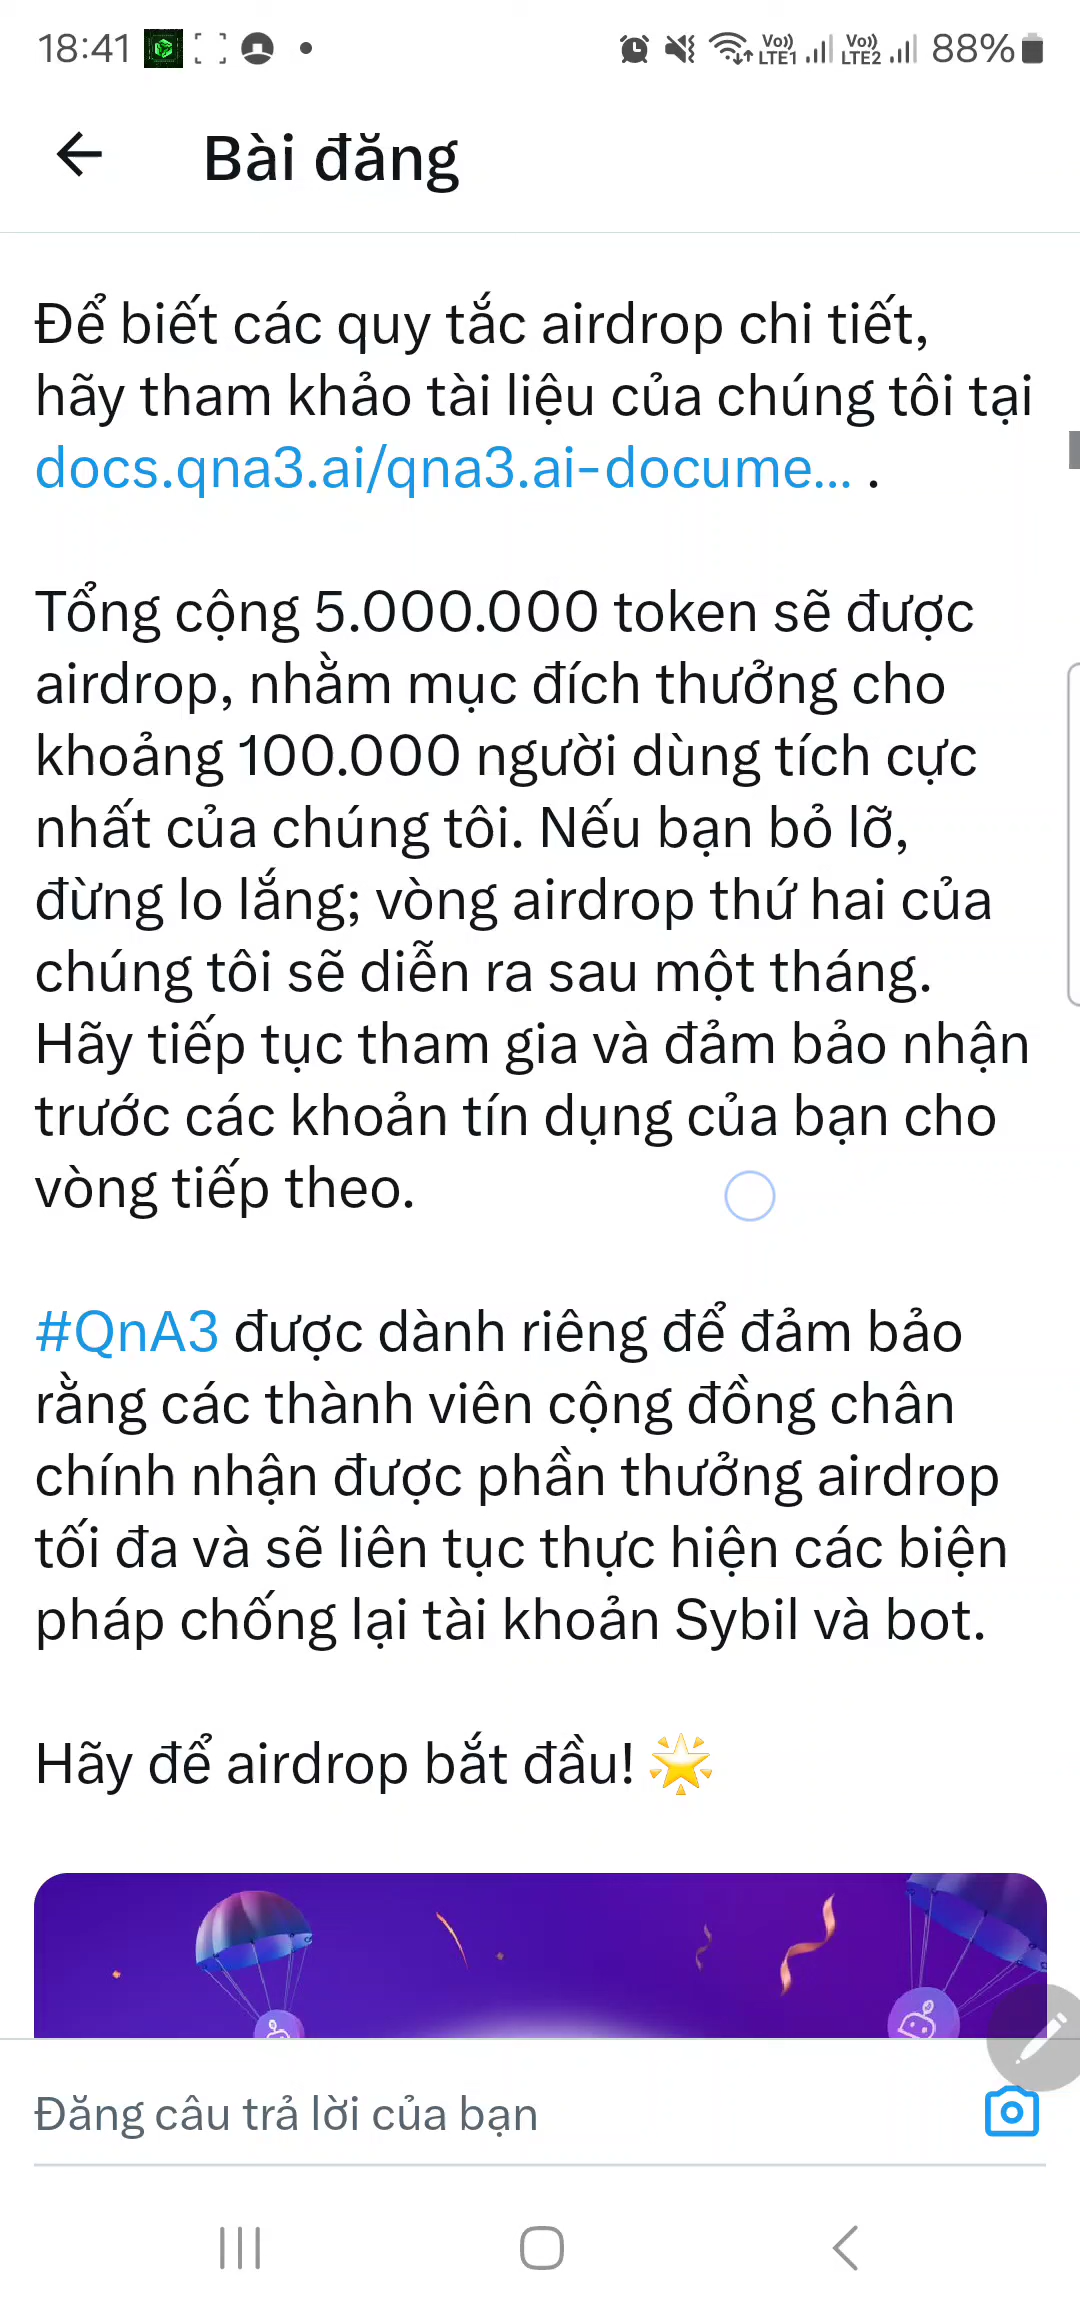 18:41
Vo)) LTE1 Vo)) LTE2 88%
Bài đăng
Để biết các quy tắc airdrop chi tiết,
hãy tham khảo tài liệu của chúng tôi tại
docs.qna3.ai/qna3.ai-docume... .
Tổng cộng 5.000.000 token sẽ được
airdrop, nhằm mục đích thưởng cho
khoảng 100.000 người dùng tích cực
nhất của chúng tôi. Nếu bạn bỏ lỡ,
đừng lo lắng; vòng airdrop thứ hai của
chúng tôi sẽ diễn ra sau một tháng.
Hãy tiếp tục tham gia và đảm bảo nhận
trước các khoản tín dụng của bạn cho
vòng tiếp theo.
#QnA3 được dành riêng để đảm bảo
rằng các thành viên cộng đồng chân
chính nhận được phần thưởng airdrop
tối đa và sẽ liên tục thực hiện các biện
pháp chống lại tài khoản Sybil và bot.
Hãy để airdrop bắt đầu! 🌟
Đăng câu trả lời của bạn